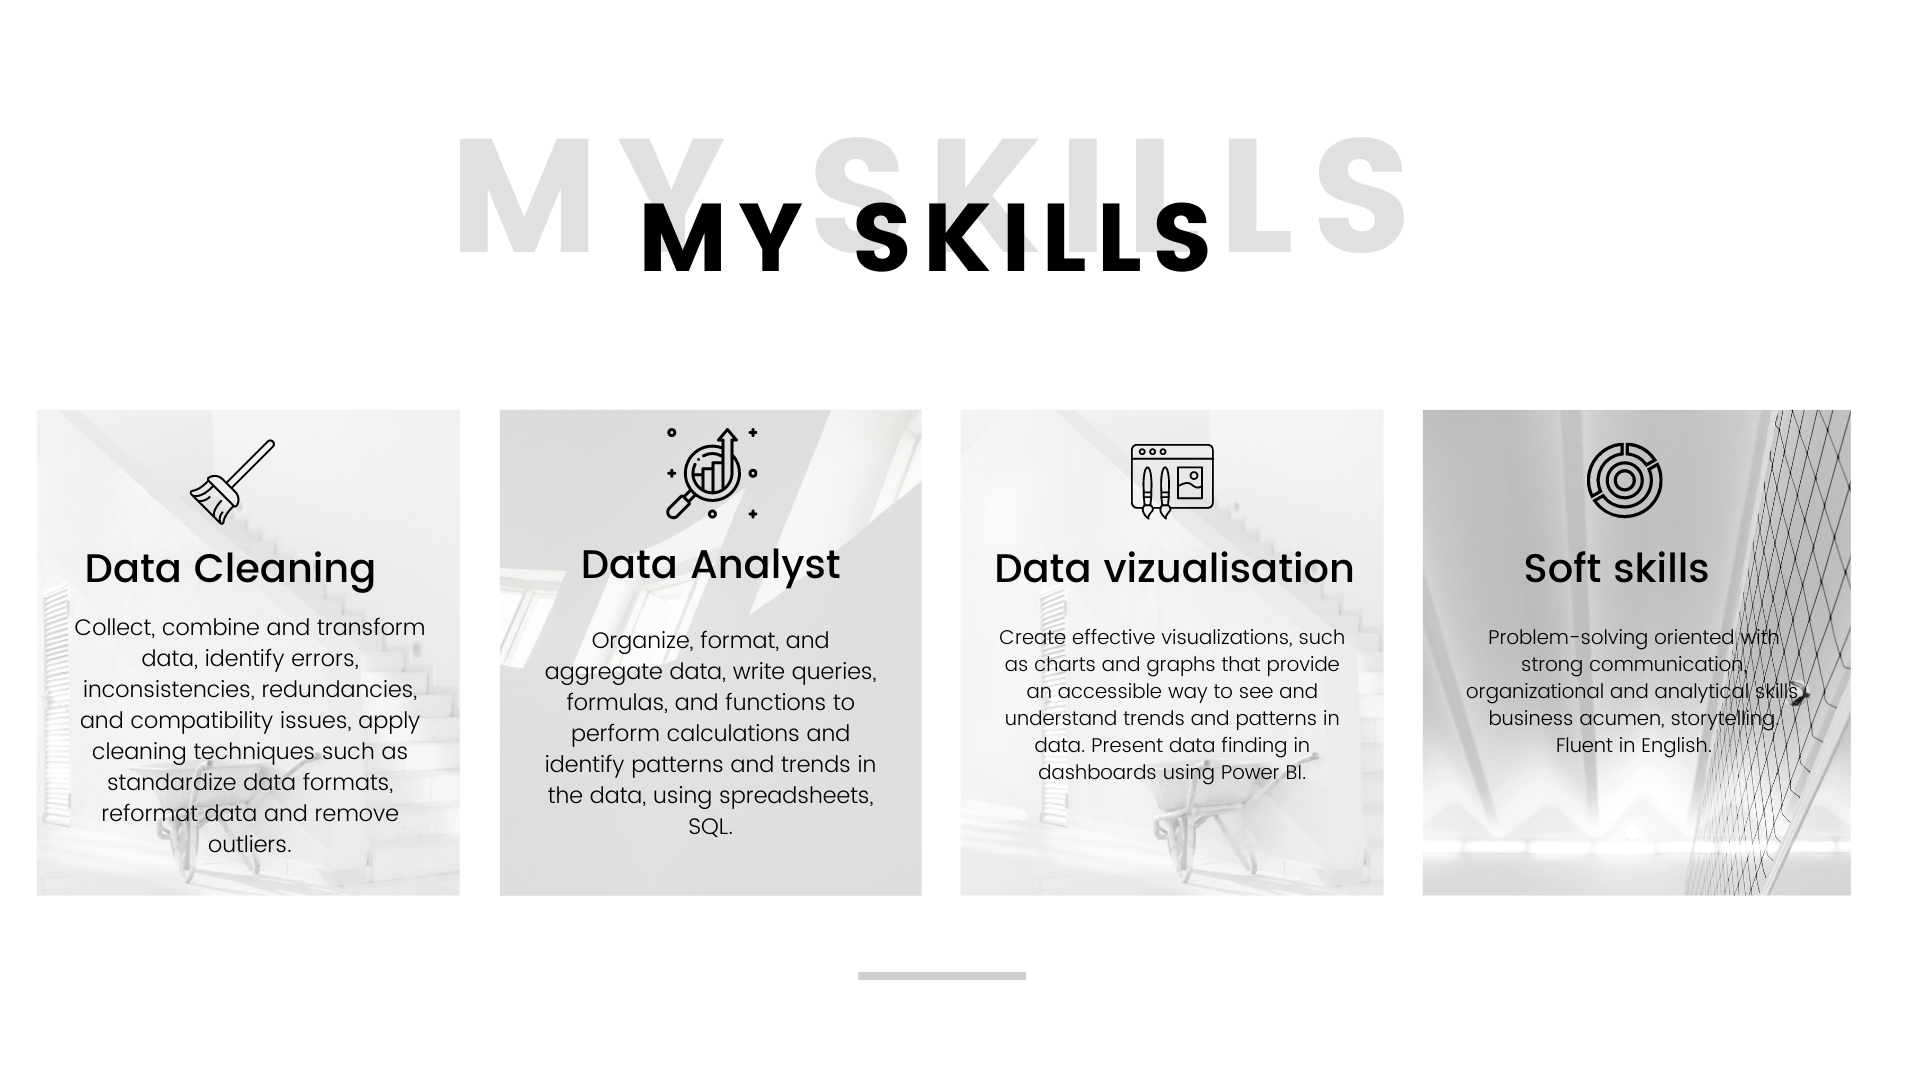 MY SKILLS
MY SKILLS
Data Cleaning
Collect, combine and transform
data, identify errors,
inconsistencies, redundancies,
and compatibility issues, apply
cleaning techniques such as
standardize data formats,
reformat data and remove
outliers.
Data Analyst
Organize, format, and
aggregate data, write queries,
formulas, and functions to
perform calculations and
identify patterns and trends in
the data, using spreadsheets,
SQL.
Data vizualisation
Create effective visualizations, such
as charts and graphs that provide
an accessible way to see and
understand trends and patterns in
data. Present data finding in
dashboards using Power BI.
Soft skills
Problem-solving oriented with
strong communication,
organizational and analytical skills,
business acumen, storytelling,
Fluent in English.